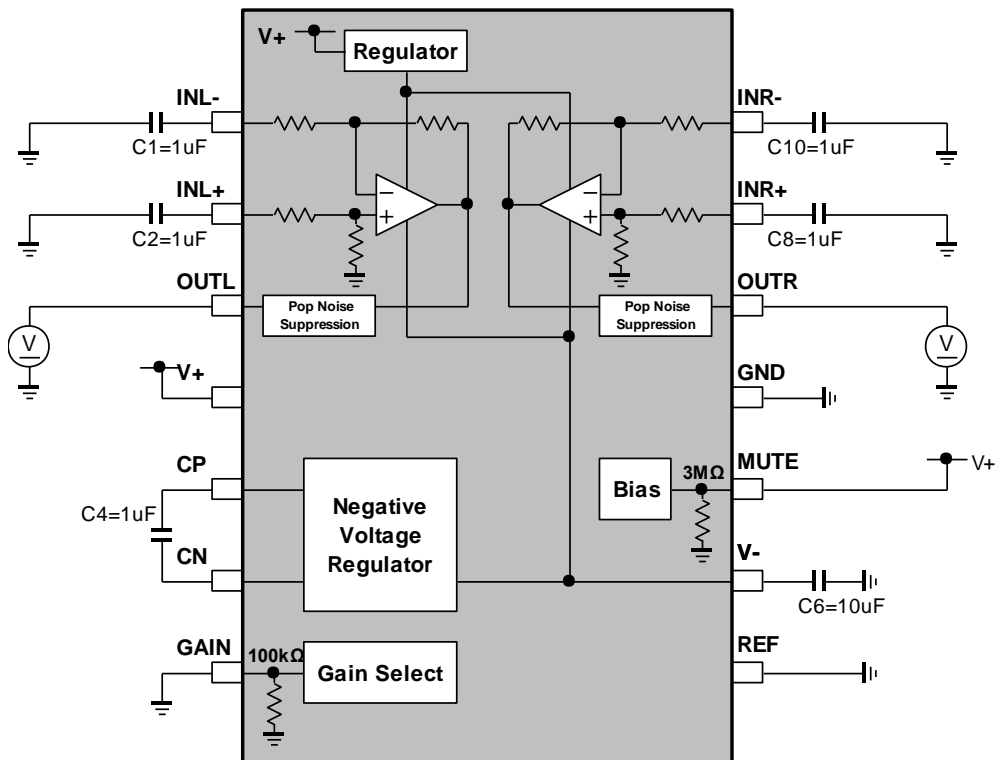 V+
Regulator
INL-
C1=1uF
INR-
C10=1uF
INL+
C2=1uF
−
+
−
+
INR+
C8=1uF
OUTL
Pop Noise
Suppression
Pop Noise
Suppression
OUTR
V
V
V+
GND
CP
C4=1uF
CN
Negative
Voltage
Regulator
Bias
3MΩ
MUTE
V+
V-
C6=10uF
GAIN
100kΩ
Gain Select
REF